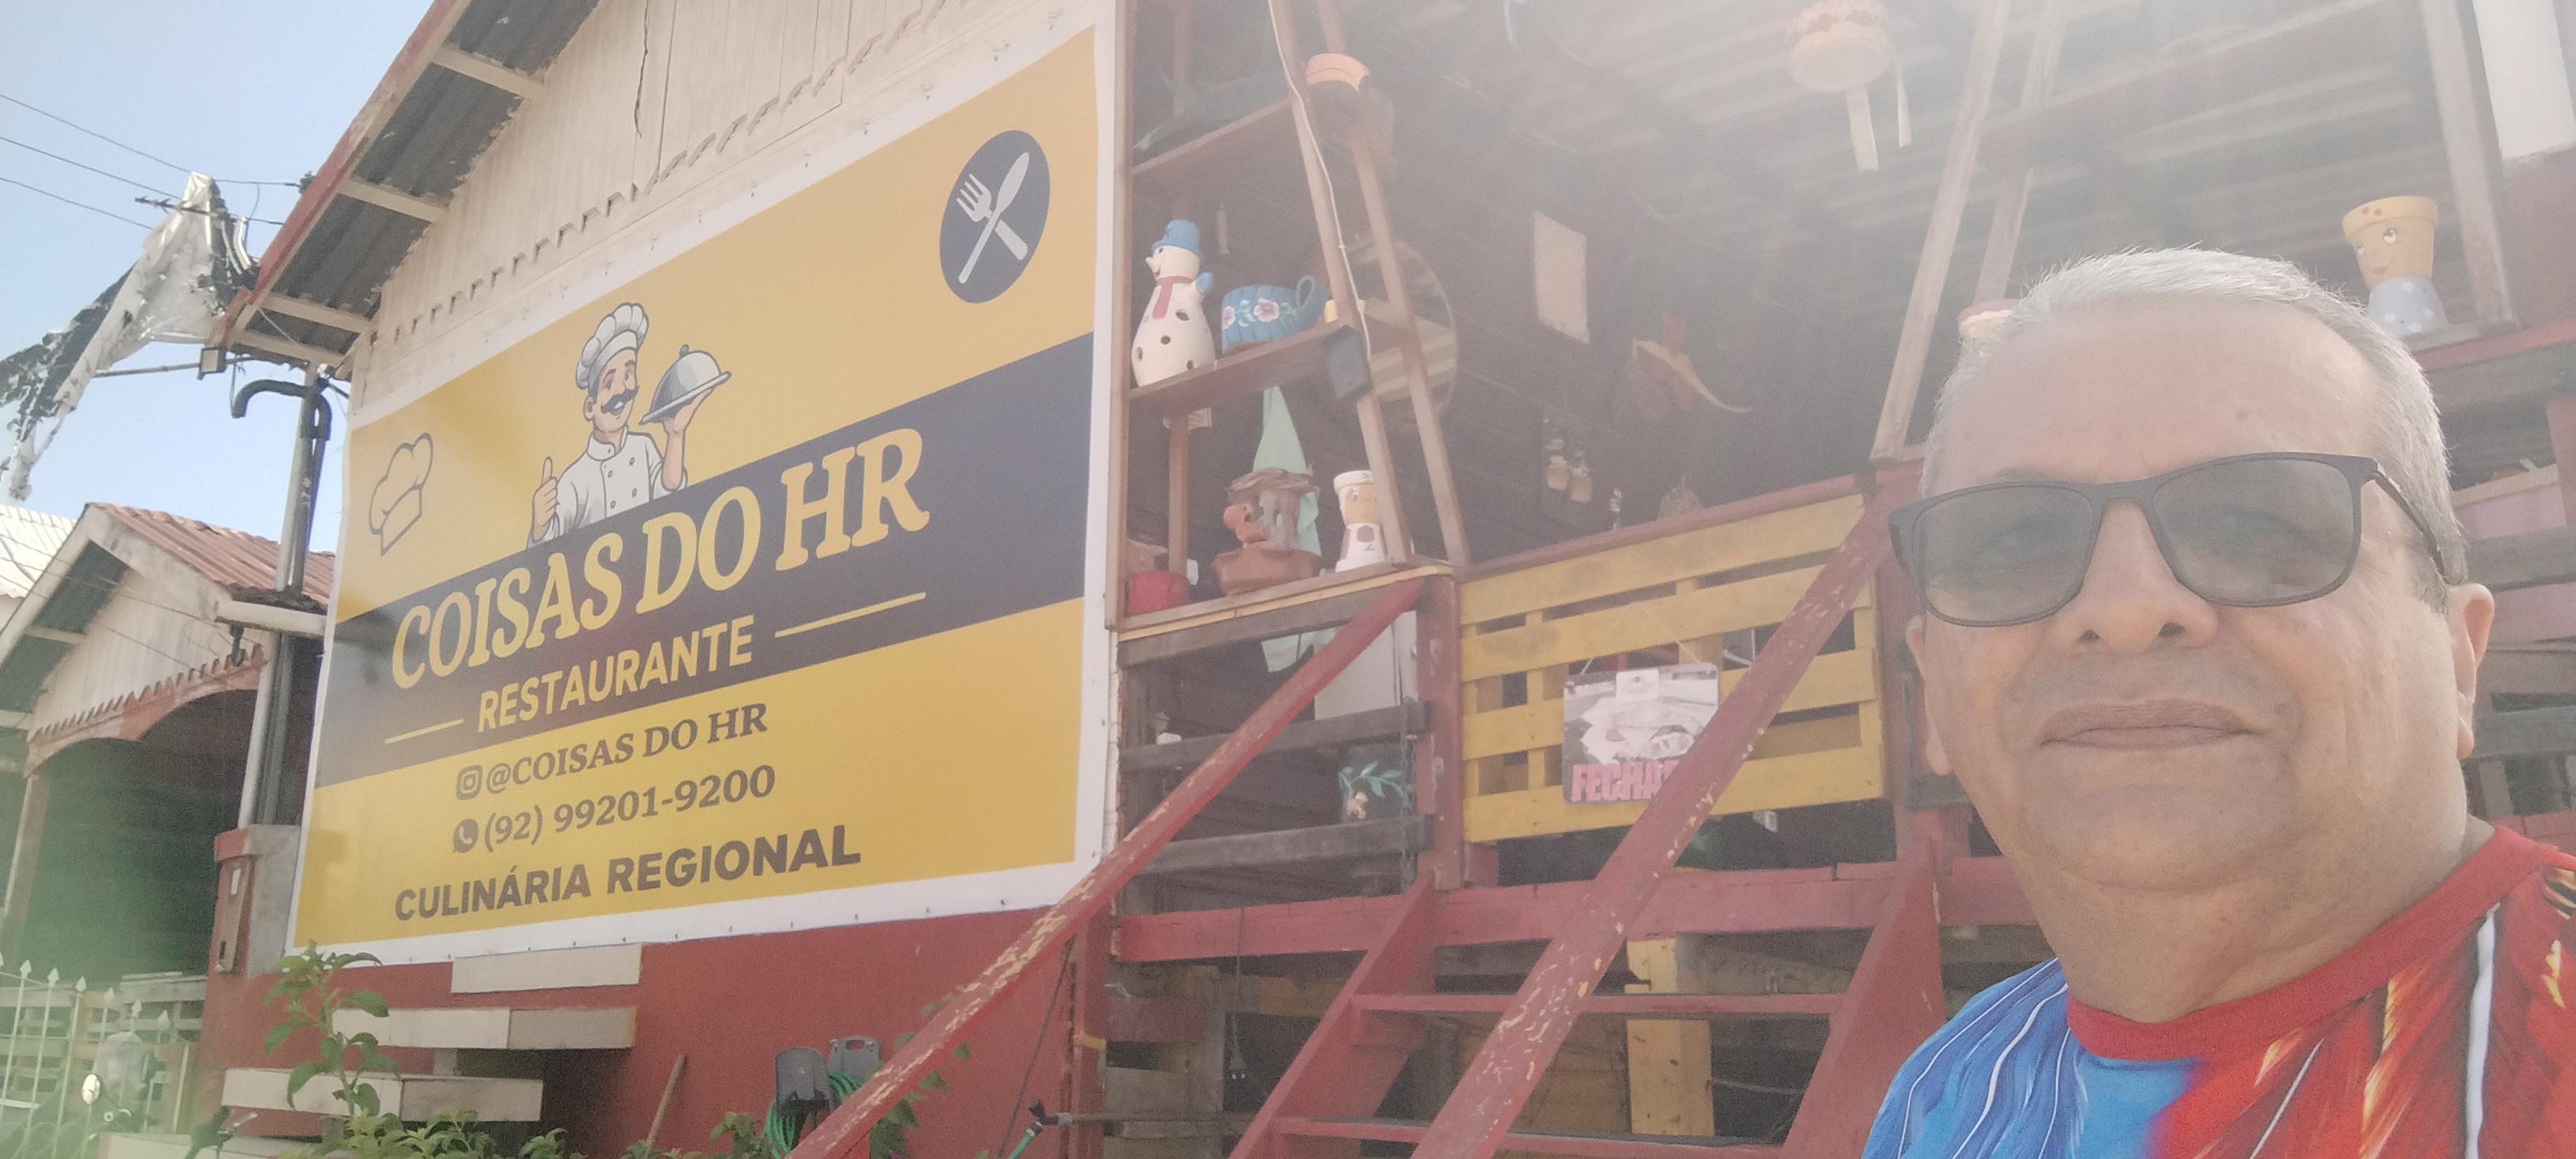 COISAS DO HR
RESTAURANTE
@COISAS DO HR
(92) 99201-9200
CULINÁRIA REGIONAL